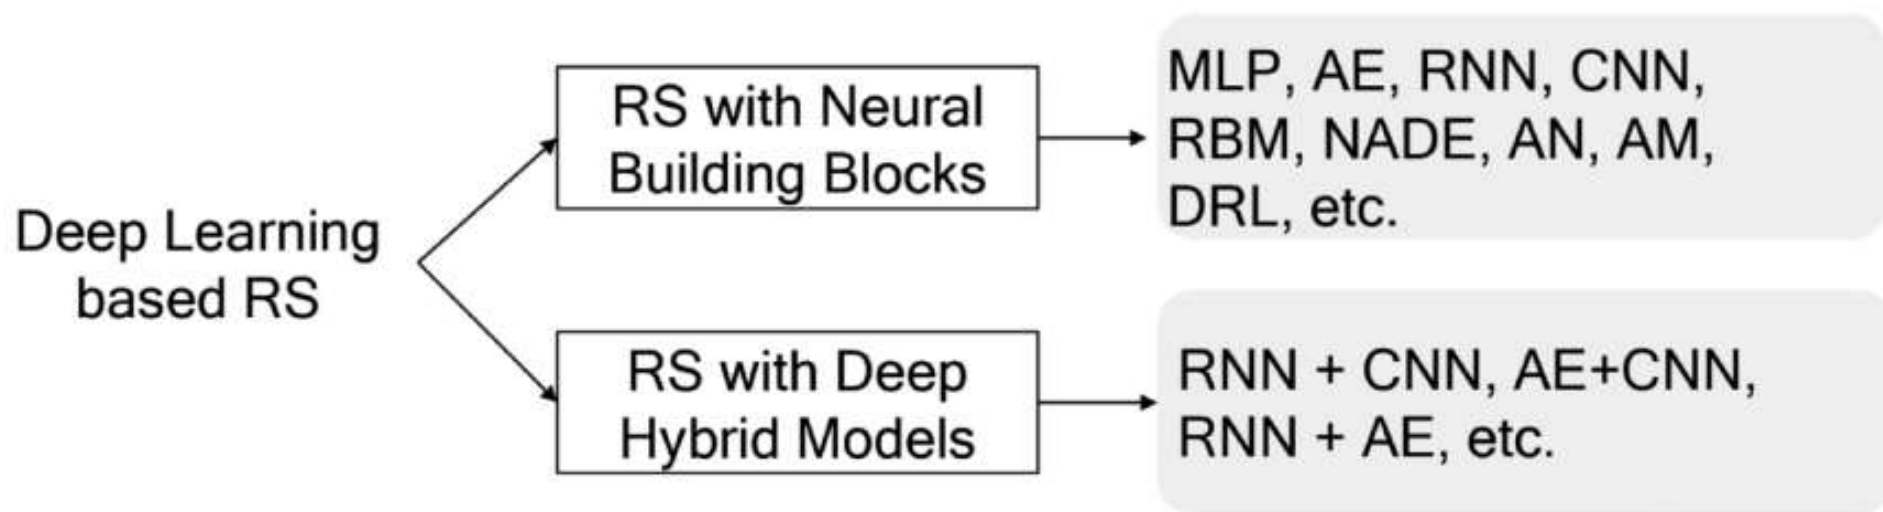 Deep Learning
based RS
RS with Neural
Building Blocks
MLP, AE, RNN, CNN,
RBM, NADE, AN, AM,
DRL, etc.
RS with Deep
Hybrid Models
RNN + CNN, AE+CNN,
RNN + AE, etc.